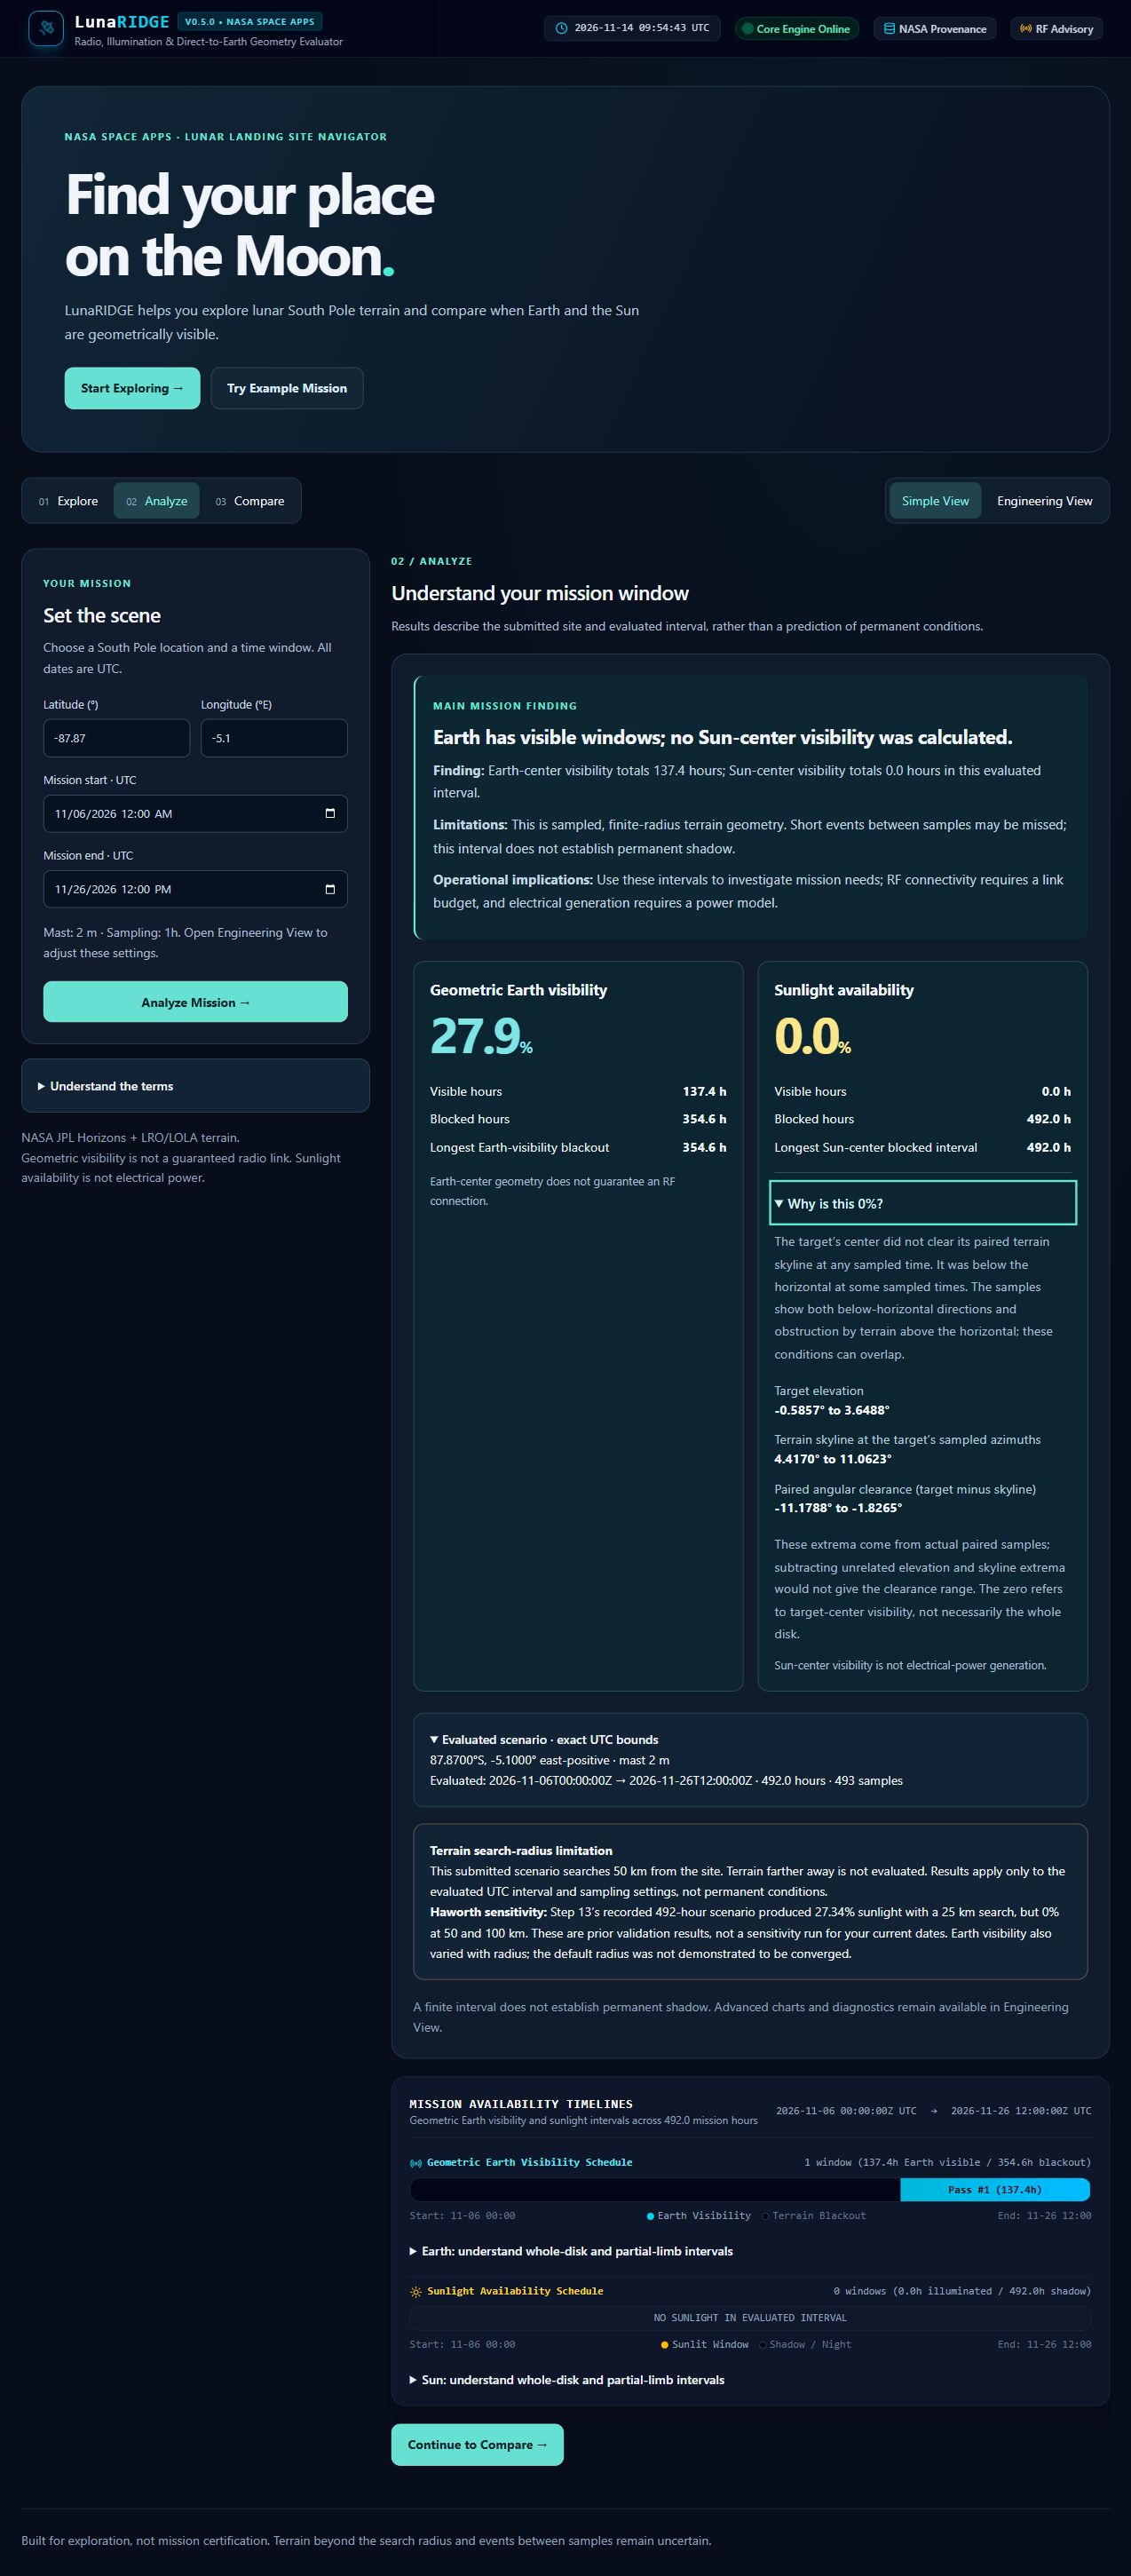 LunaRIDGE V0.5.0 • NASA SPACE APPS
Radio, Illumination & Direct-to-Earth Geometry Evaluator
2026-11-14 09:54:43 UTC
Core Engine Online
NASA Provenance
RF Advisory
NASA SPACE APPS · LUNAR LANDING SITE NAVIGATOR
Find your place
on the Moon.
LunaRIDGE helps you explore lunar South Pole terrain and compare when Earth and the Sun
are geometrically visible.
Start Exploring →
Try Example Mission
01 Explore
02 Analyze
03 Compare
Simple View
Engineering View
YOUR MISSION
Set the scene
Choose a South Pole location and a time window. All
dates are UTC.
Latitude (°)
Longitude (°E)
-87.87
-5.1
Mission start · UTC
11/06/2026 12:00 AM
Mission end · UTC
11/26/2026 12:00 PM
Mast: 2 m · Sampling: 1h. Open Engineering View to
adjust these settings.
Analyze Mission →
▶ Understand the terms
NASA JPL Horizons + LRO/LOLA terrain.
Geometric visibility is not a guaranteed radio link. Sunlight
availability is not electrical power.
02 / ANALYZE
Understand your mission window
Results describe the submitted site and evaluated interval, rather than a prediction of permanent conditions.
MAIN MISSION FINDING
Earth has visible windows; no Sun-center visibility was calculated.
Finding: Earth-center visibility totals 137.4 hours; Sun-center visibility totals 0.0 hours in this evaluated
interval.
Limitations: This is sampled, finite-radius terrain geometry. Short events between samples may be missed;
this interval does not establish permanent shadow.
Operational implications: Use these intervals to investigate mission needs; RF connectivity requires a link
budget, and electrical generation requires a power model.
Geometric Earth visibility
27.9%
Visible hours 137.4 h
Blocked hours 354.6 h
Longest Earth-visibility blackout 354.6 h
Earth-center geometry does not guarantee an RF
connection.
Sunlight availability
0.0%
Visible hours 0.0 h
Blocked hours 492.0 h
Longest Sun-center blocked interval 492.0 h
▼ Why is this 0%?
The target's center did not clear its paired terrain
skyline at any sampled time. It was below the
horizontal at some sampled times. The samples
show both below-horizontal directions and
obstruction by terrain above the horizontal; these
conditions can overlap.
Target elevation
-0.5857° to 3.6488°
Terrain skyline at the target's sampled azimuths
4.4170° to 11.0623°
Paired angular clearance (target minus skyline)
-11.1788° to -1.8265°
These extrema come from actual paired samples;
subtracting unrelated elevation and skyline extrema
would not give the clearance range. The zero refers
to target-center visibility, not necessarily the whole
disk.
Sun-center visibility is not electrical-power generation.
▼ Evaluated scenario · exact UTC bounds
87.8700°S, -5.1000° east-positive · mast 2 m
Evaluated: 2026-11-06T00:00:00Z → 2026-11-26T12:00:00Z · 492.0 hours · 493 samples
Terrain search-radius limitation
This submitted scenario searches 50 km from the site. Terrain farther away is not evaluated. Results apply only to the
evaluated UTC interval and sampling settings, not permanent conditions.
Haworth sensitivity: Step 13's recorded 492-hour scenario produced 27.34% sunlight with a 25 km search, but 0%
at 50 and 100 km. These are prior validation results, not a sensitivity run for your current dates. Earth visibility also
varied with radius; the default radius was not demonstrated to be converged.
A finite interval does not establish permanent shadow. Advanced charts and diagnostics remain available in Engineering
View.
MISSION AVAILABILITY TIMELINES
Geometric Earth visibility and sunlight intervals across 492.0 mission hours
2026-11-06 00:00:00Z UTC → 2026-11-26 12:00:00Z UTC
Geometric Earth Visibility Schedule
1 window (137.4h Earth visible / 354.6h blackout)
Pass #1 (137.4h)
Start: 11-06 00:00
Earth Visibility
Terrain Blackout
End: 11-26 12:00
▶ Earth: understand whole-disk and partial-limb intervals
Sunlight Availability Schedule
0 windows (0.0h illuminated / 492.0h shadow)
NO SUNLIGHT IN EVALUATED INTERVAL
Start: 11-06 00:00
Sunlit Window
Shadow / Night
End: 11-26 12:00
▶ Sun: understand whole-disk and partial-limb intervals
Continue to Compare →
Built for exploration, not mission certification. Terrain beyond the search radius and events between samples remain uncertain.